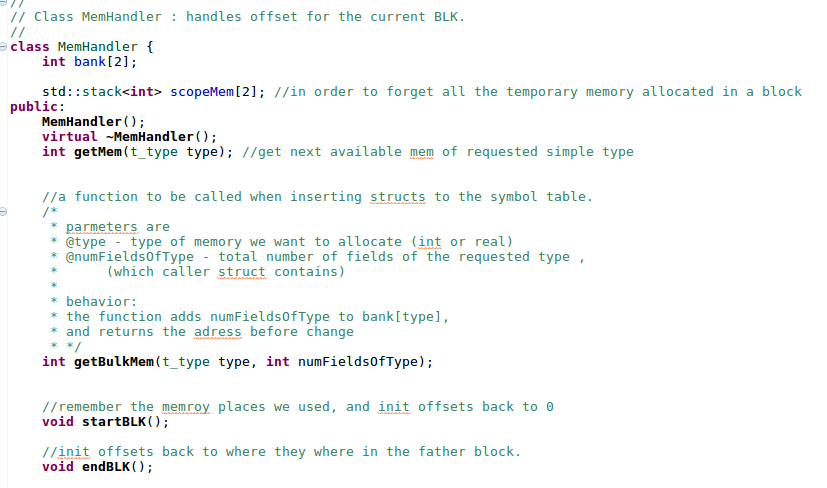 //
// Class MemHandler : handles offset for the current BLK.
//
class MemHandler {
int bank[2];
std::stack<int> scopeMem[2]; //in order to forget all the temporary memory allocated in a block
public:
MemHandler();
virtual ~MemHandler();
int getMem(t_type type); //get next available mem of requested simple type
//a function to be called when inserting structs to the symbol table.
/*
* parmeters are
* @type - type of memory we want to allocate (int or real)
* @numFieldsOfType - total number of fields of the requested type ,
* (which caller struct contains)
*
* behavior:
* the function adds numFieldsOfType to bank[type],
* and returns the adress before change
* */
int getBulkMem(t_type type, int numFieldsOfType);
//remember the memroy places we used, and init offsets back to 0
void startBLK();
//init offsets back to where they where in the father block.
void endBLK();